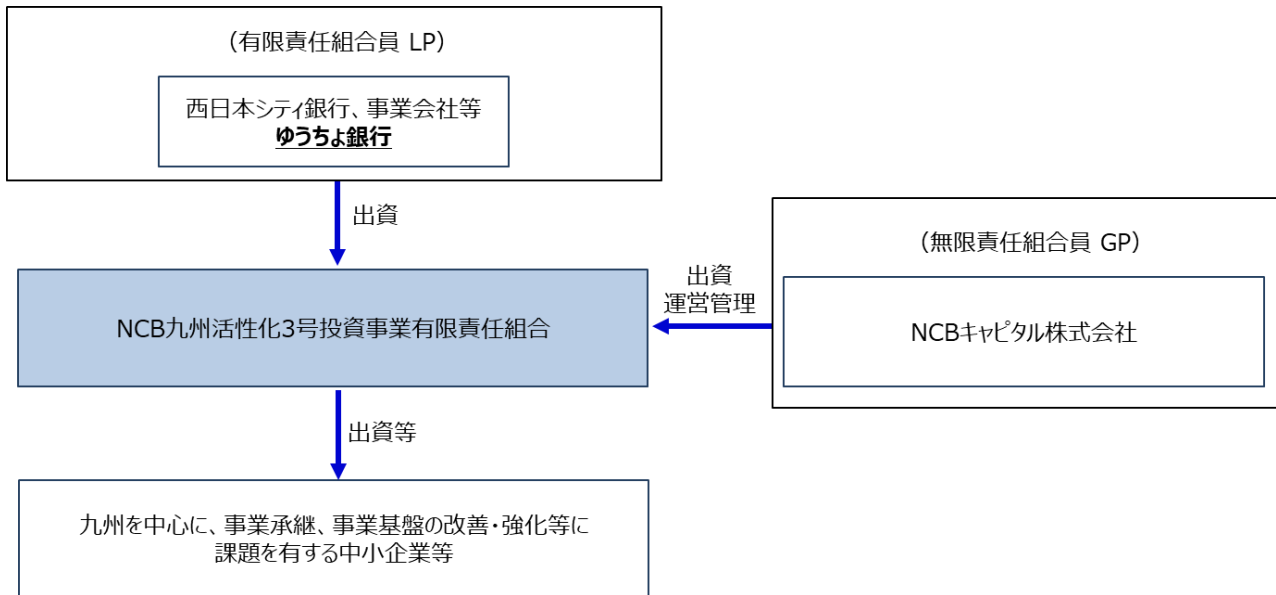 （有限責任組合員 LP）
西日本シティ銀行、事業会社等
ゆうちょ銀行
出資
（無限責任組合員 GP）
出資
運営管理
NCB九州活性化3号投資事業有限責任組合
NCBキャピタル株式会社
出資等
九州を中心に、事業承継、事業基盤の改善・強化等に
課題を有する中小企業等